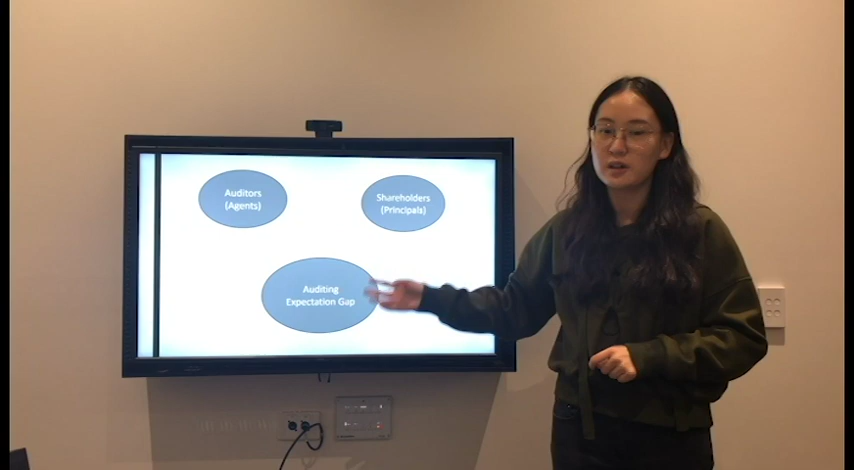 Auditors
(Agents)
Shareholders
(Principals)
Auditing
Expectation Gap